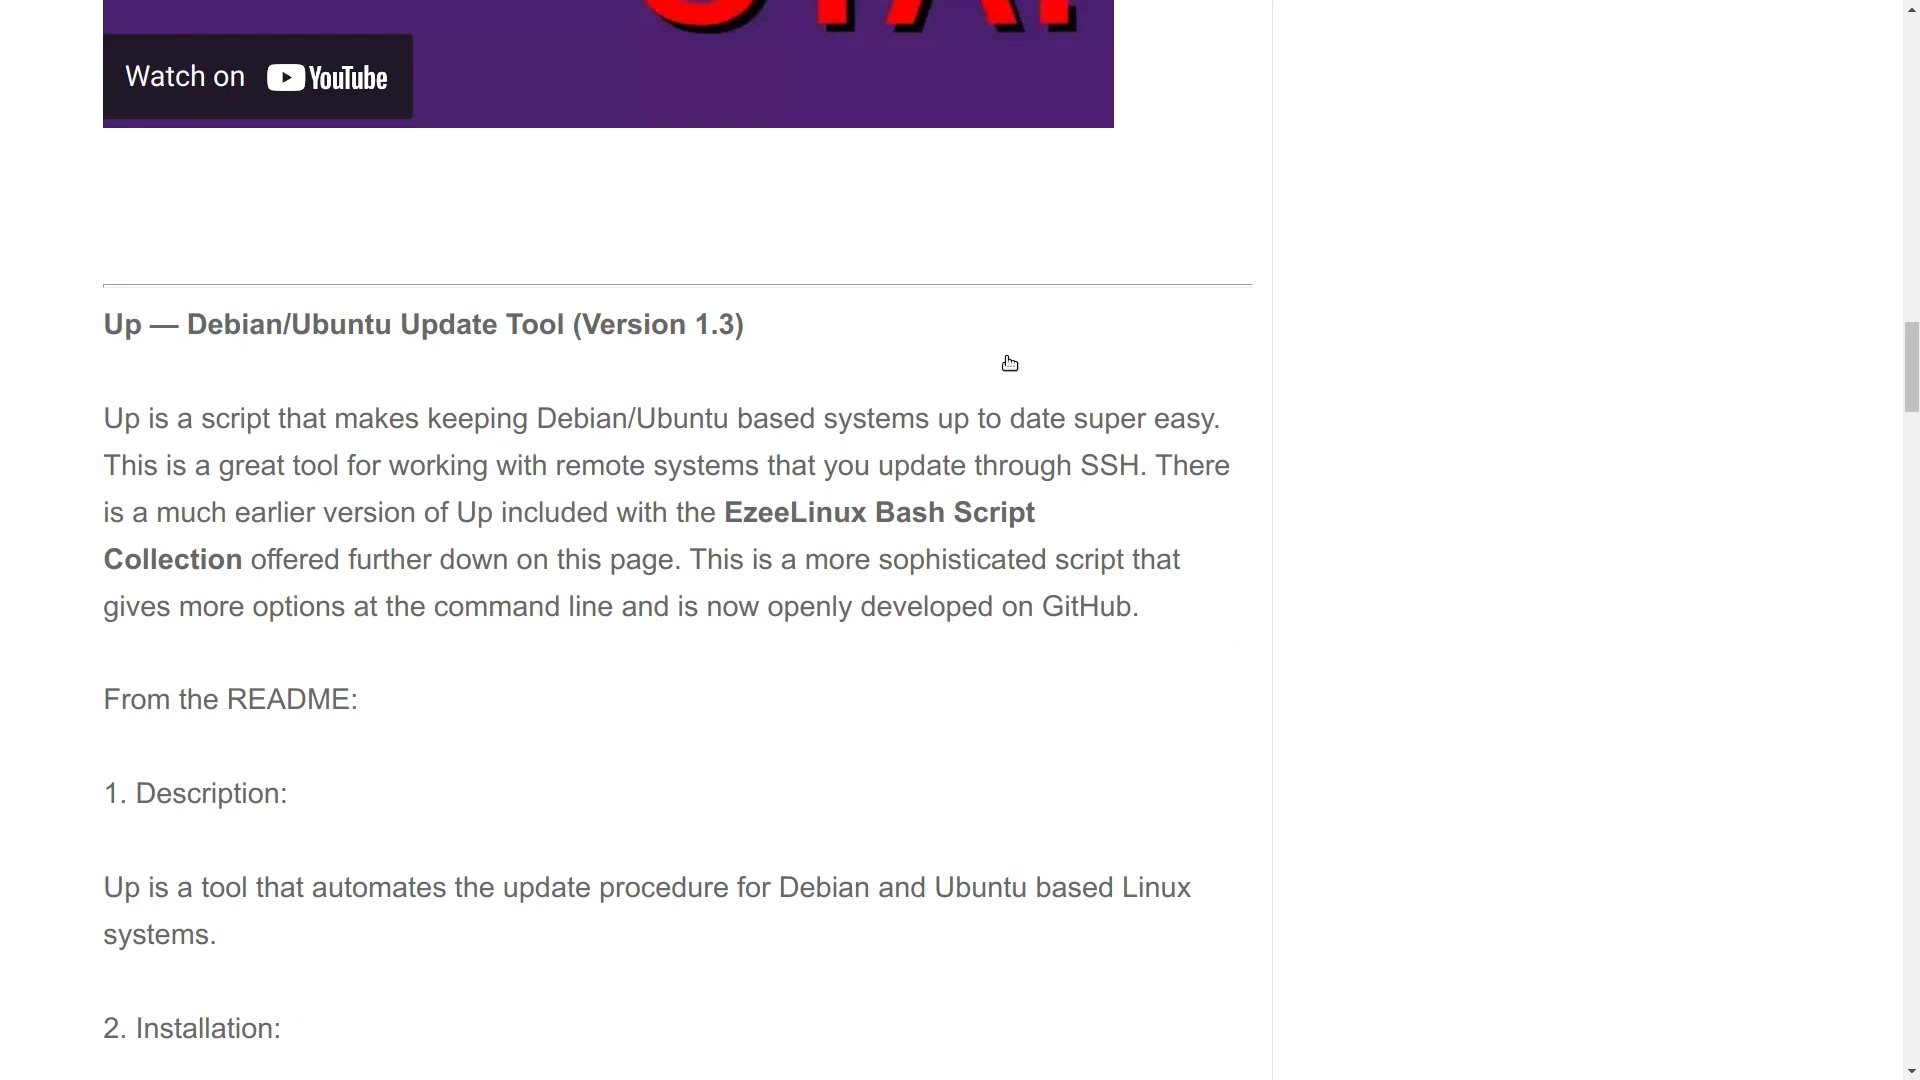 Watch on YouTube
Up — Debian/Ubuntu Update Tool (Version 1.3)
Up is a script that makes keeping Debian/Ubuntu based systems up to date super easy.
This is a great tool for working with remote systems that you update through SSH. There
is a much earlier version of Up included with the EzeeLinux Bash Script
Collection offered further down on this page. This is a more sophisticated script that
gives more options at the command line and is now openly developed on GitHub.
From the README:
1. Description:
Up is a tool that automates the update procedure for Debian and Ubuntu based Linux
systems.
2. Installation: